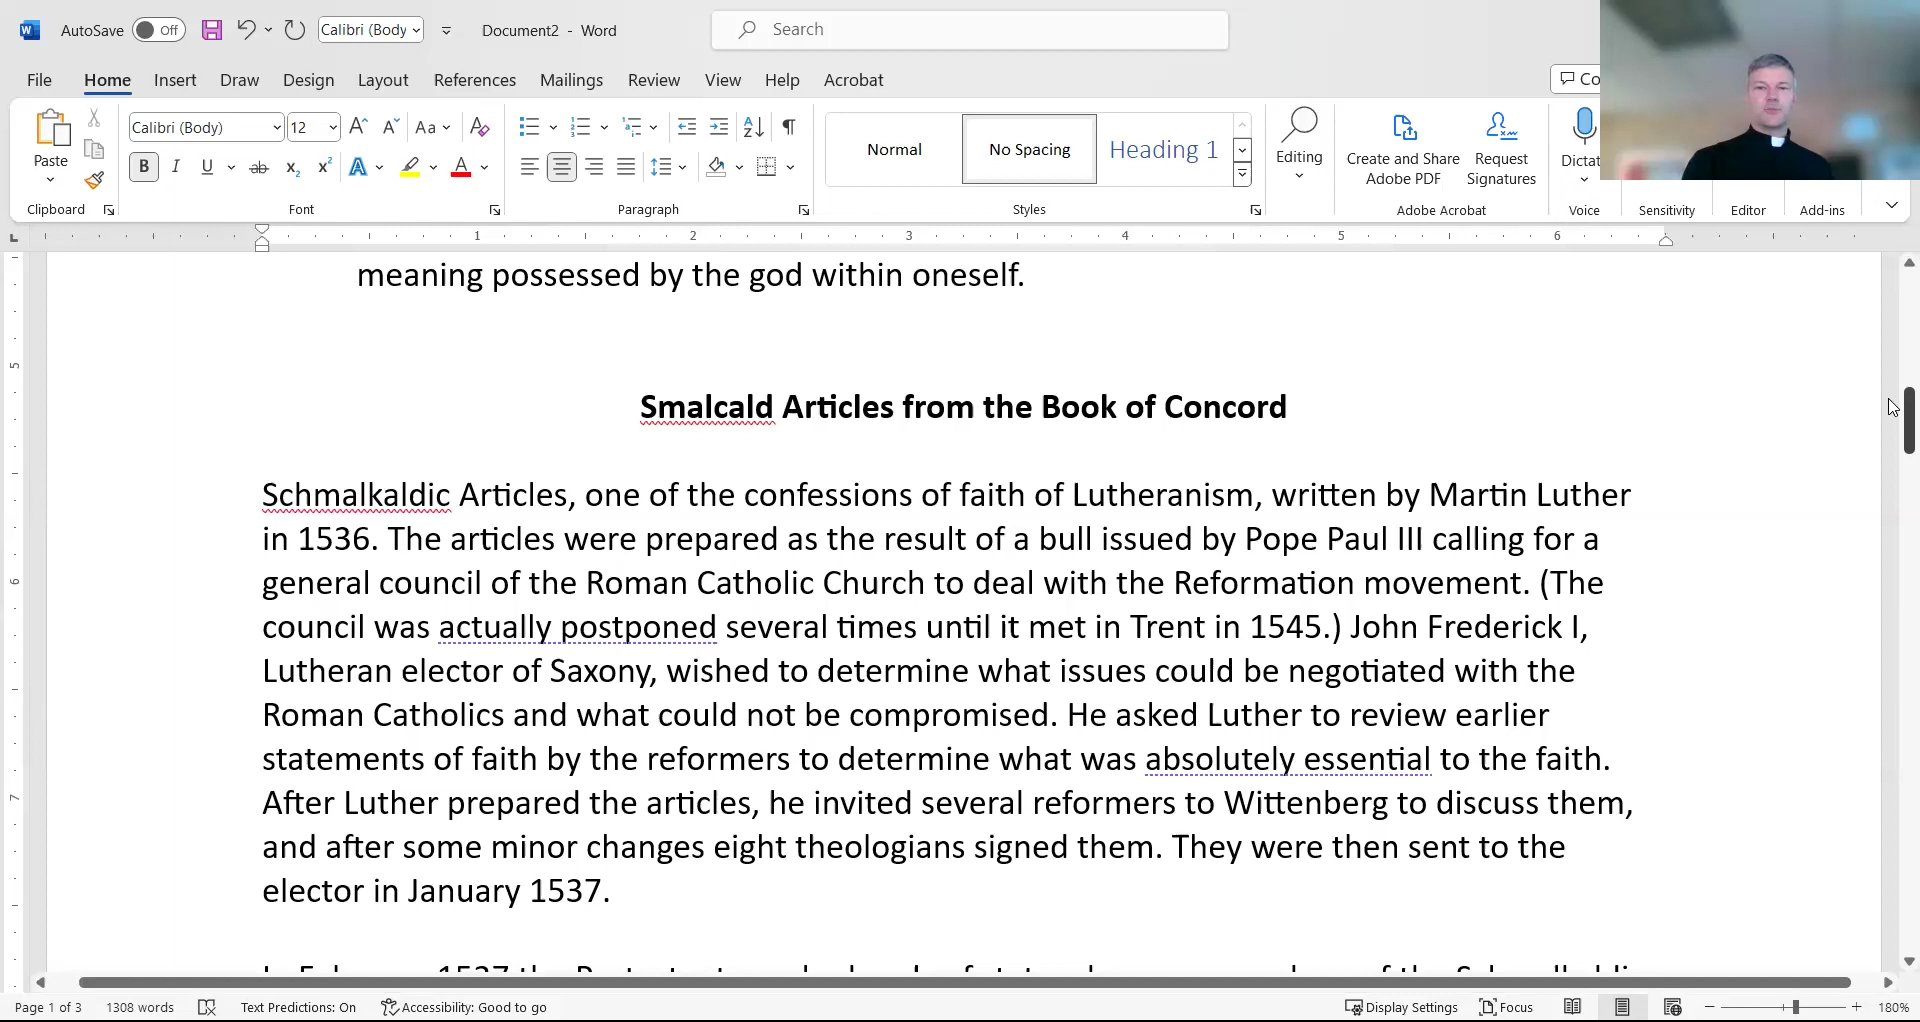 AutoSave Off Calibri (Body Document2 - Word Search
File Home Insert Draw Design Layout References Mailings Review View Help Acrobat Co
Paste Calibri (Body) 12 Aa Normal No Spacing Heading 1 Editing Create and Share Adobe PDF Request Signatures Dictat
Clipboard Font Paragraph Styles Adobe Acrobat Voice Sensitivity Editor Add-ins
1 2 3 4 5 6
meaning possessed by the god within oneself.
5
Smalcald Articles from the Book of Concord
Schmalkaldic Articles, one of the confessions of faith of Lutheranism, written by Martin Luther
in 1536. The articles were prepared as the result of a bull issued by Pope Paul III calling for a
6
general council of the Roman Catholic Church to deal with the Reformation movement. (The
council was actually postponed several times until it met in Trent in 1545.) John Frederick I,
Lutheran elector of Saxony, wished to determine what issues could be negotiated with the
Roman Catholics and what could not be compromised. He asked Luther to review earlier
statements of faith by the reformers to determine what was absolutely essential to the faith.
7
After Luther prepared the articles, he invited several reformers to Wittenberg to discuss them,
and after some minor changes eight theologians signed them. They were then sent to the
elector in January 1537.
Page 1 of 3 1308 words Text Predictions: On Accessibility: Good to go Display Settings Focus 180%